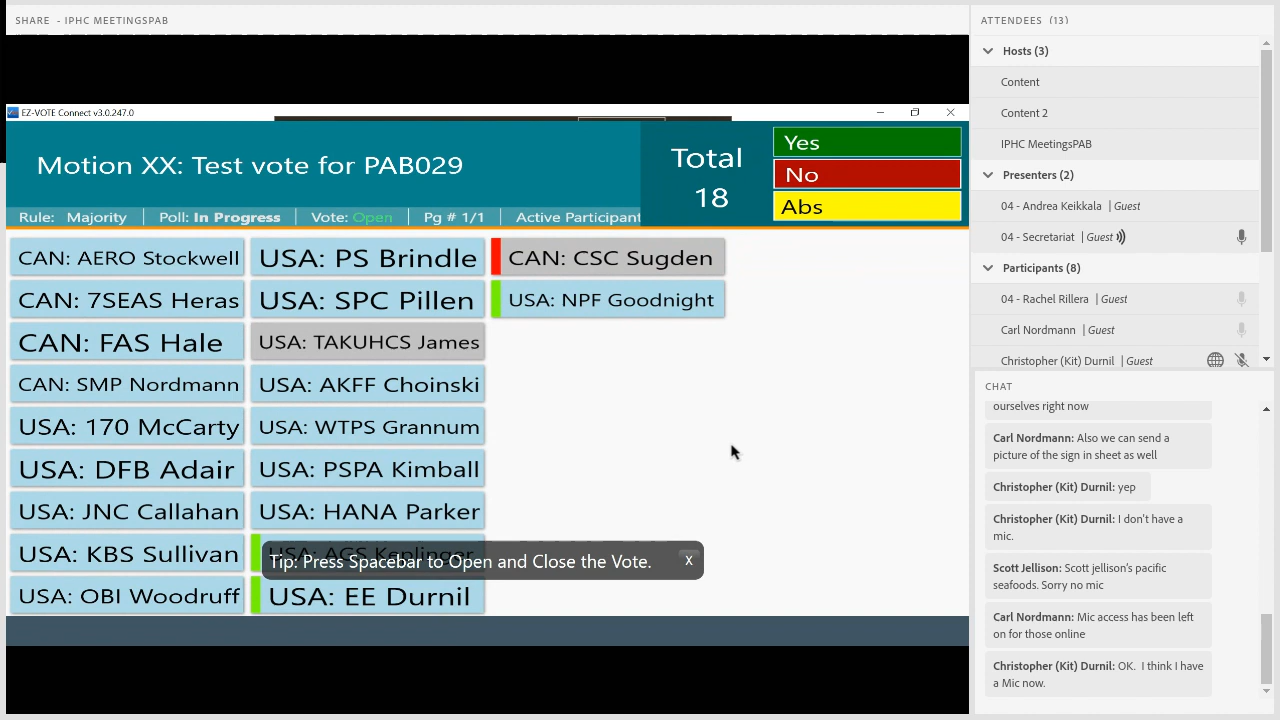 SHARE - IPHC MEETINGSPAB
EZ-VOTE Connect v3.0.247.0
Motion XX: Test vote for PAB029
Total
18
Yes
No
Abs
Rule: Majority Poll: In Progress Vote: Open Pg # 1/1 Active Participant
CAN: AERO Stockwell
CAN: 7SEAS Heras
CAN: FAS Hale
CAN: SMP Nordmann
USA: 170 McCarty
USA: DFB Adair
USA: JNC Callahan
USA: KBS Sullivan
USA: OBI Woodruff
USA: PS Brindle
USA: SPC Pillen
USA: TAKUHCS James
USA: AKFF Choinski
USA: WTPS Grannum
USA: PSPA Kimball
USA: HANA Parker
USA: EE Durnil
CAN: CSC Sugden
USA: NPF Goodnight
Tip: Press Spacebar to Open and Close the Vote. X
ATTENDEES (13)
Hosts (3)
Content
Content 2
IPHC MeetingsPAB
Presenters (2)
04 - Andrea Keikkala | Guest
04 - Secretariat | Guest
Participants (8)
04 - Rachel Rillera | Guest
Carl Nordmann | Guest
Christopher (Kit) Durnil | Guest
CHAT
ourselves right now
Carl Nordmann: Also we can send a
picture of the sign in sheet as well
Christopher (Kit) Durnil: yep
Christopher (Kit) Durnil: I don't have a
mic.
Scott Jellison: Scott jellison's pacific
seafoods. Sorry no mic
Carl Nordmann: Mic access has been left
on for those online
Christopher (Kit) Durnil: OK. I think I have
a Mic now.